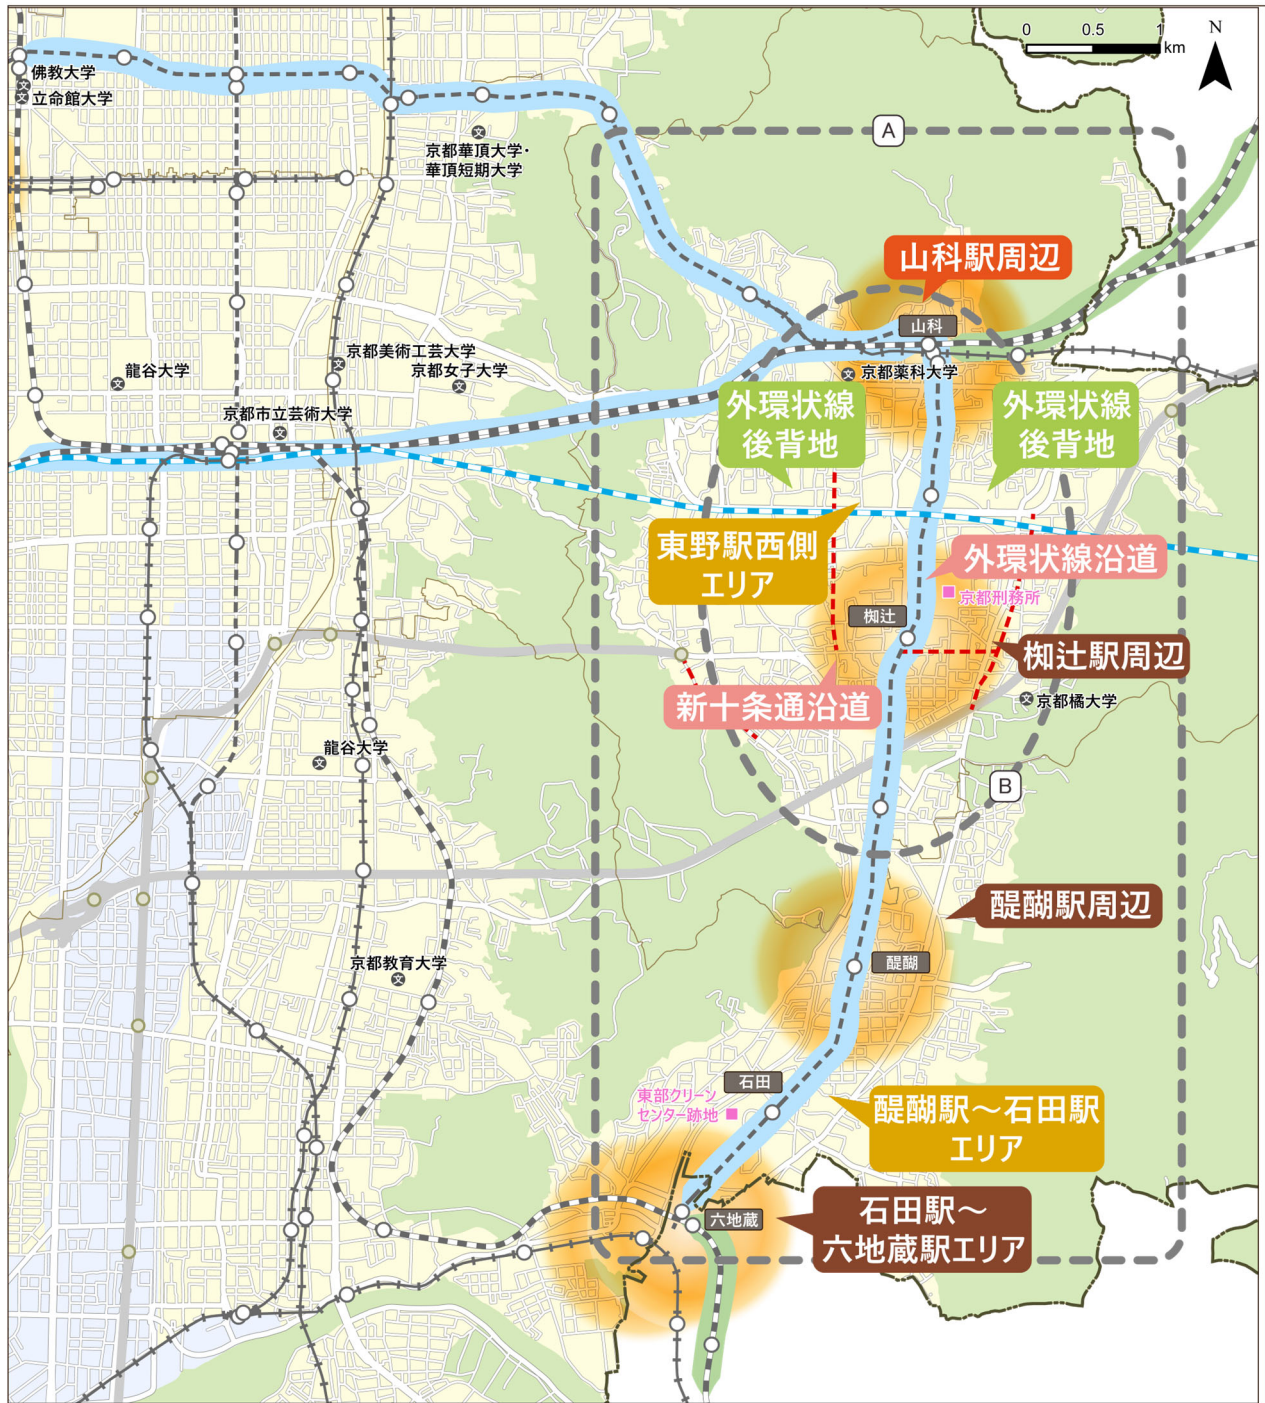 0 0.5 1
km
N
佛教大学
立命館大学
京都華頂大学・
華頂短期大学
A
山科駅周辺
山科
京都美術工芸大学
京都女子大学
龍谷大学
京都薬科大学
京都市立芸術大学
外環状線
後背地
外環状線
後背地
東野駅西側
エリア
外環状線沿道
京都刑務所
椥辻
椥辻駅周辺
新十条通沿道
京都橘大学
龍谷大学
B
醍醐駅周辺
醍醐
京都教育大学
石田
東部クリーン
センター跡地
醍醐駅~石田駅
エリア
六地蔵
石田駅~
六地蔵駅エリア